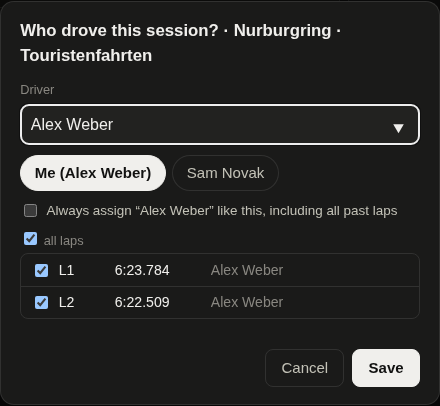 Who drove this session? · Nurburgring ·
Touristenfahrten
Driver
Alex Weber
Me (Alex Weber)
Sam Novak
Always assign “Alex Weber” like this, including all past laps
all laps
L1 6:23.784 Alex Weber
L2 6:22.509 Alex Weber
Cancel
Save